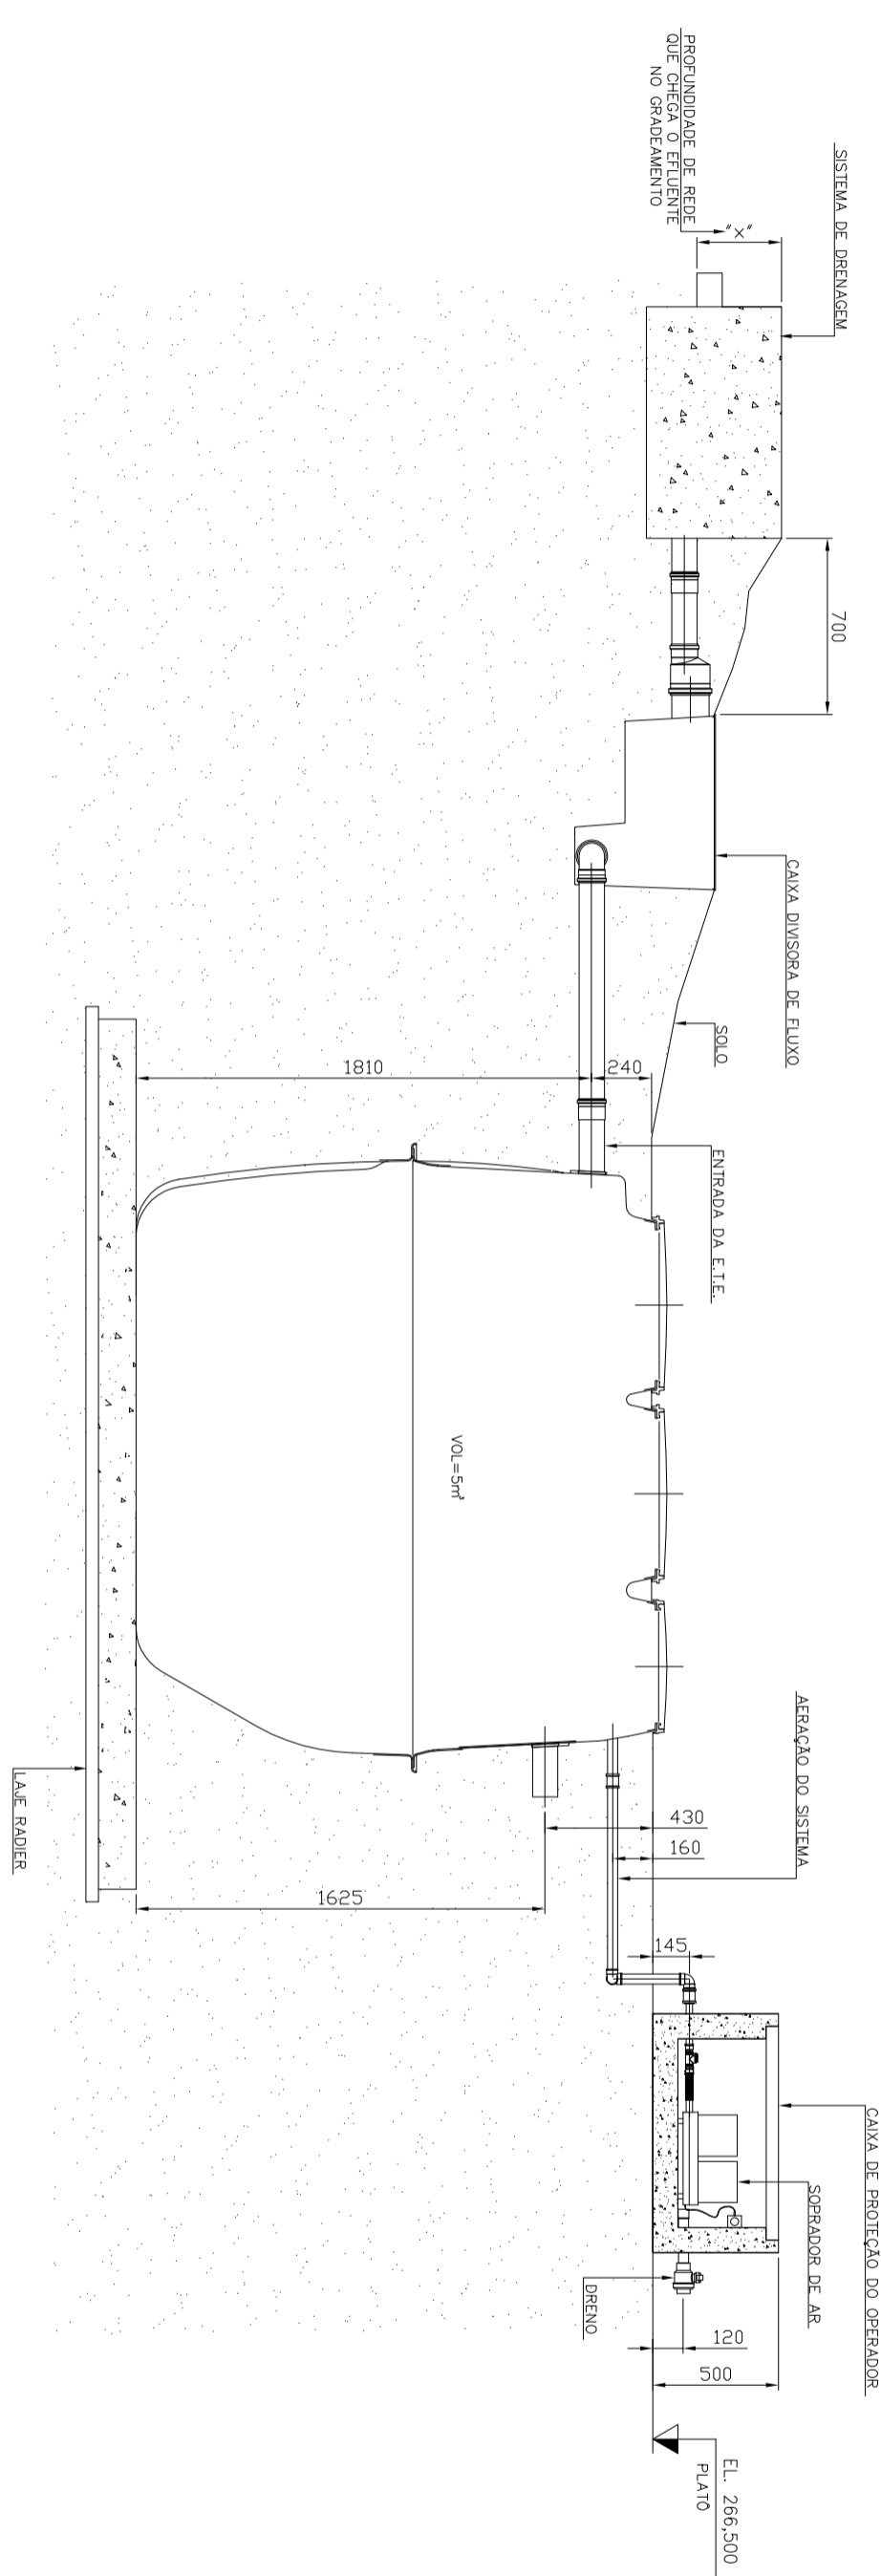 PROFUNDIDADE DE REDE
QUE CHEGA O EFLUENTE
NO GRADEAMENTO
"x"
SISTEMA DE DRENAGEM
700
CAIXA DIVISORA DE FLUXO
SOLO
1810
240
ENTRADA DA E.T.E.
VOL=5m³
AERAÇÃO DO SISTEMA
430
160
1625
145
LAJE RADIER
CAIXA DE PROTEÇÃO DO OPERADOR
SOPRADOR DE AR
DRENO
120
500
EL. 266,500
PLATÔ